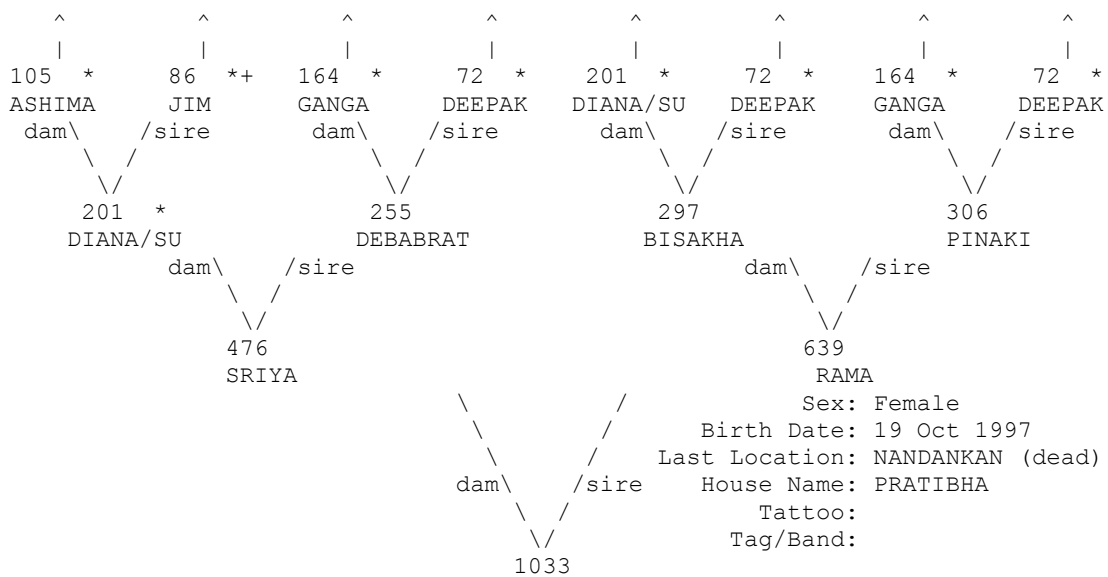 ^ ^ ^ ^ ^ ^ ^ ^
| | | | | | | |
105 * 86 *+ 164 * 72 * 201 * 72 * 164 * 72 *
ASHIMA JIM GANGA DEEPAK DIANA/SU DEEPAK GANGA DEEPAK
dam\ /sire dam\ /sire dam\ /sire dam\ /sire
\ / \ / \ / \ /
\/ \/ \/ \/
201 * 255 297 306
DIANA/SU DEBABRAT BISAKHA PINAKI
dam\ /sire dam\ /sire
\ / \ /
\/ \/
476 639
SRIYA RAMA
\ / Sex: Female
\ / Birth Date: 19 Oct 1997
\ / Last Location: NANDANKAN (dead)
dam\ /sire House Name: PRATIBHA
\ / Tattoo:
\/ Tag/Band:
1033